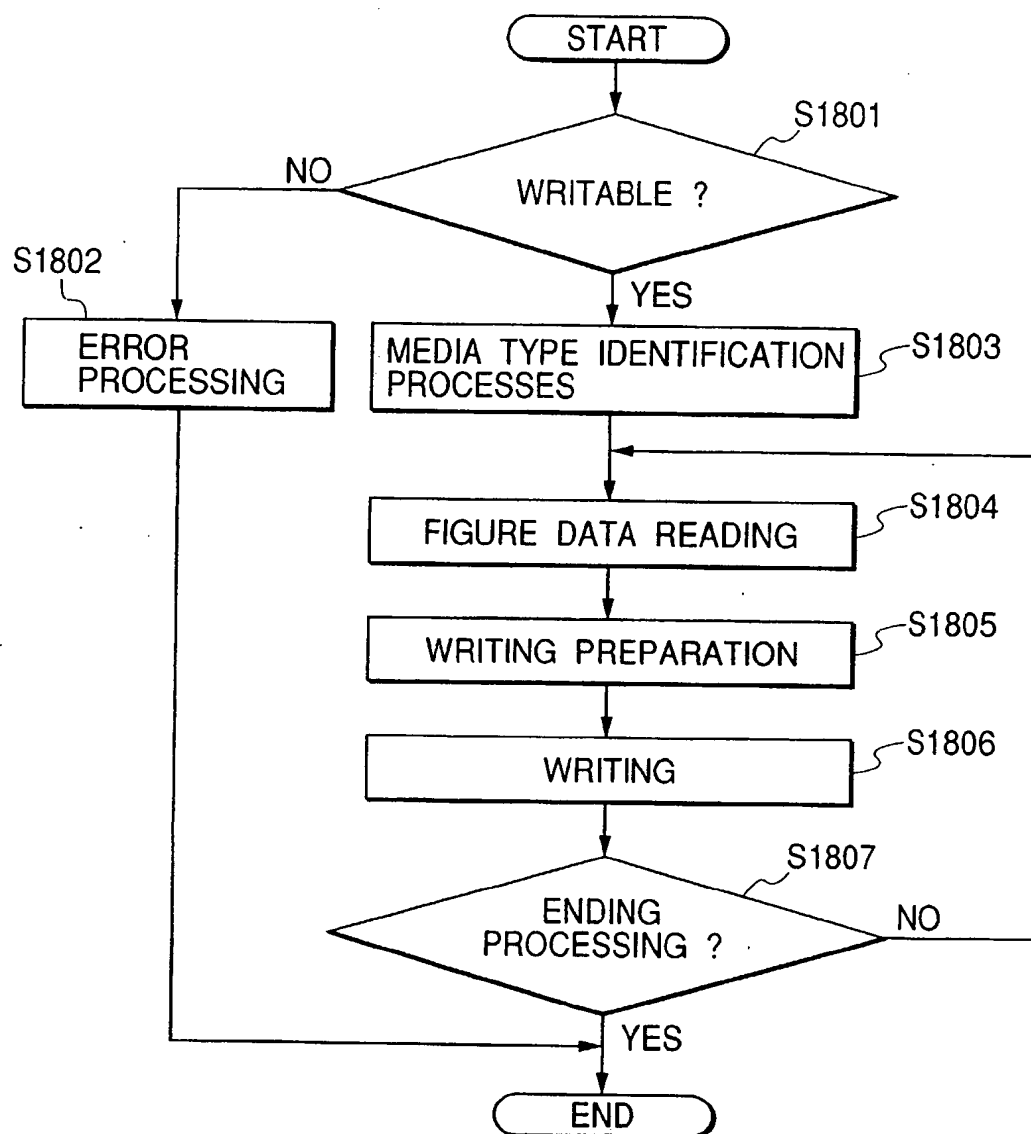 START
S1801
NO
WRITABLE ?
S1802
YES
ERROR
PROCESSING
MEDIA TYPE IDENTIFICATION
PROCESSES
S1803
S1804
FIGURE DATA READING
S1805
WRITING PREPARATION
S1806
WRITING
S1807
ENDING
PROCESSING ?
NO
YES
END